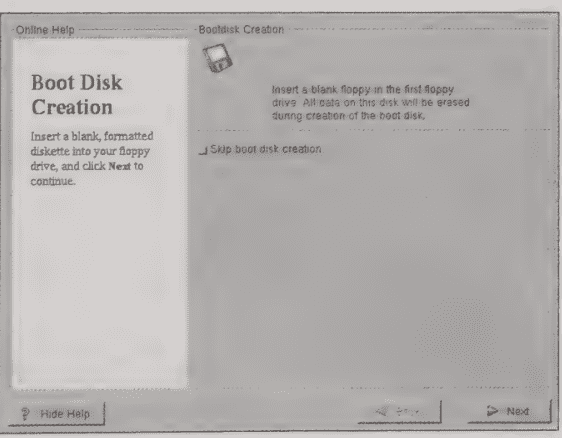 Online Help
Boot Disk
Creation
Insert a blank, formatted
diskette into your floppy
drive, and click Next to
continue.
Bootdisk Creation
Insert a blank floppy in the first floppy
drive. All data on this disk will be erased
during creation of the boot disk.
Skip boot disk creation
? Hide Help
Next